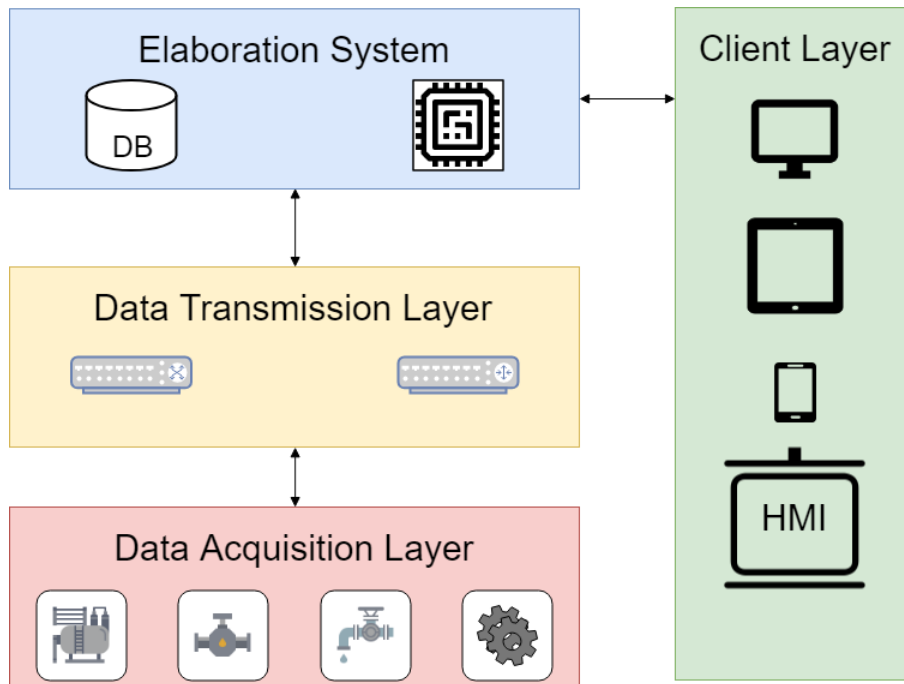 Elaboration System
DB
Client Layer
Data Transmission Layer
HMI
Data Acquisition Layer